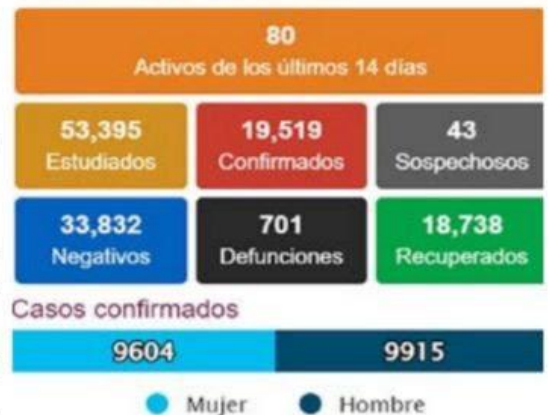 80
Activos de los últimos 14 días
53,395
Estudiados
19,519
Confirmados
43
Sospechosos
33,832
Negativos
701
Defunciones
18,738
Recuperados
Casos confirmados
9604 9915
Mujer Hombre